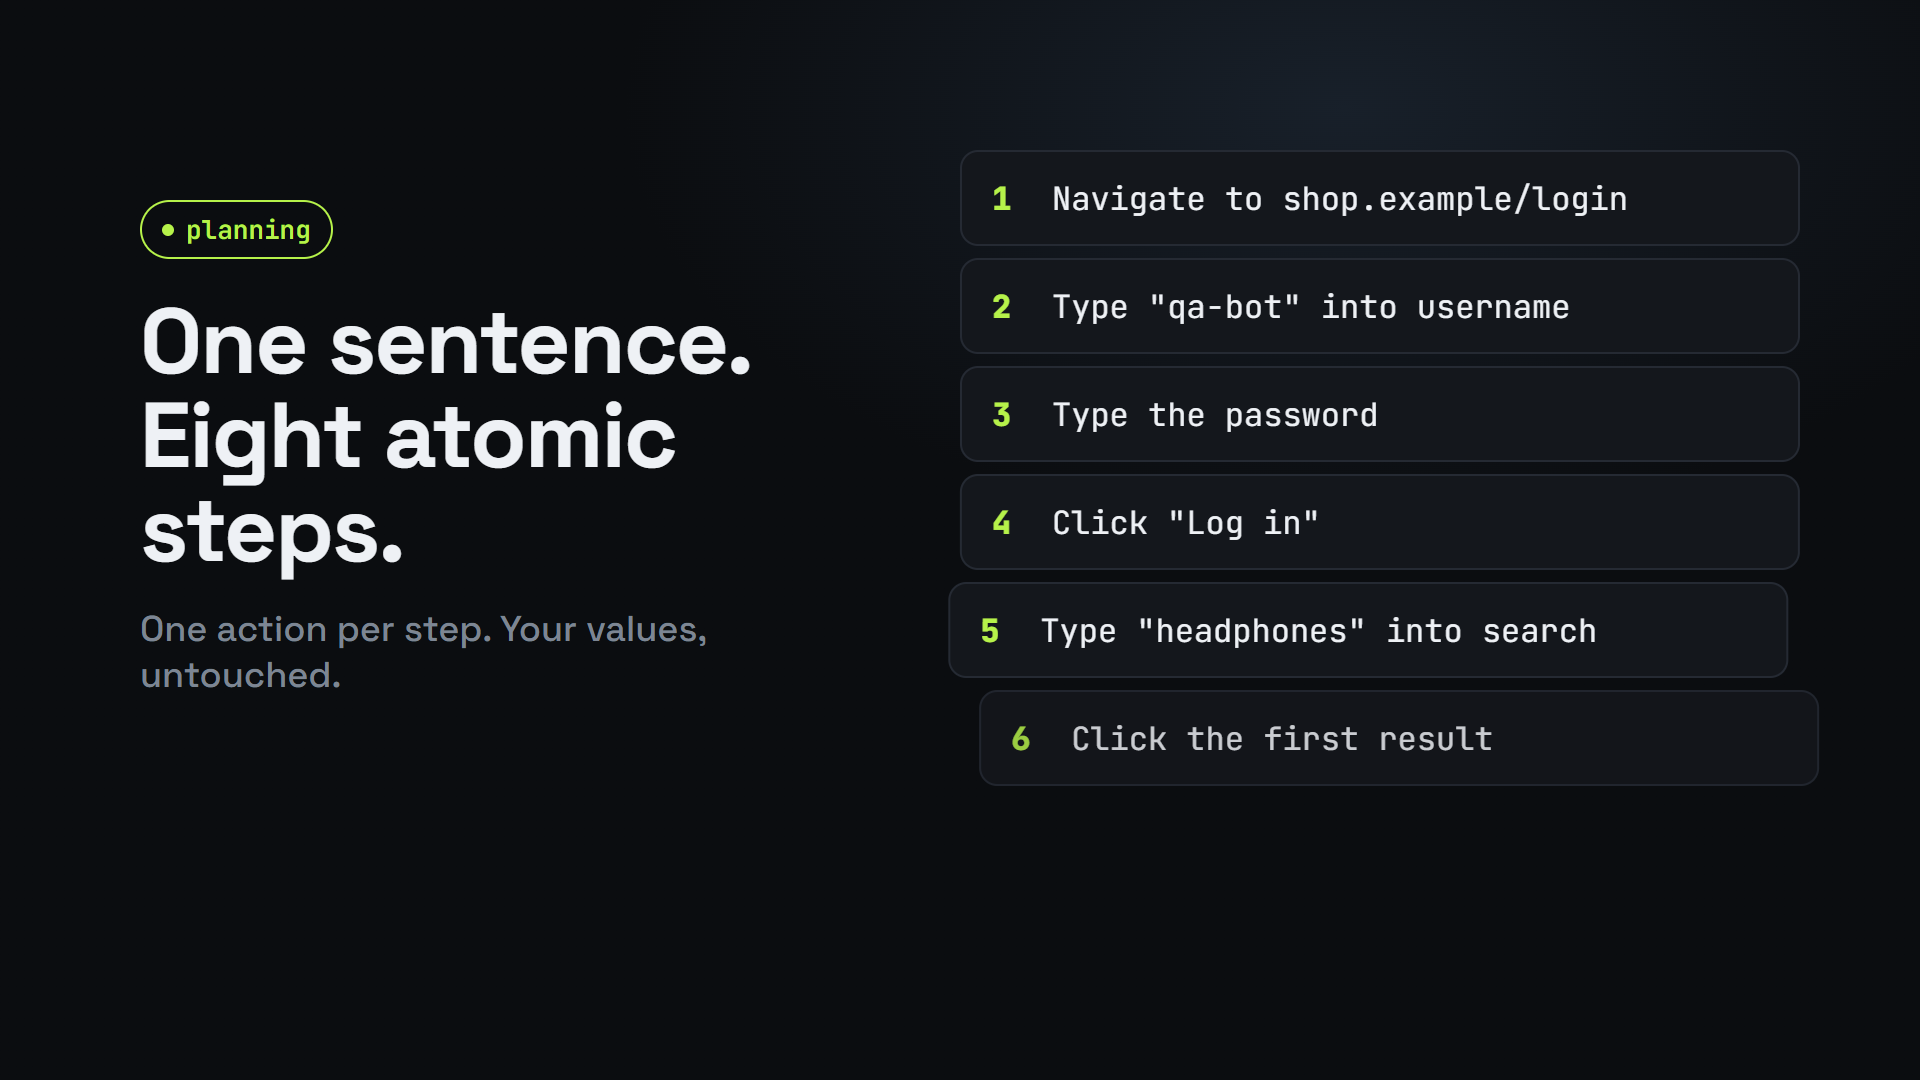 planning
One sentence.
Eight atomic
steps.
One action per step. Your values,
untouched.
1 Navigate to shop.example/login
2 Type "qa-bot" into username
3 Type the password
4 Click "Log in"
5 Type "headphones" into search
6 Click the first result